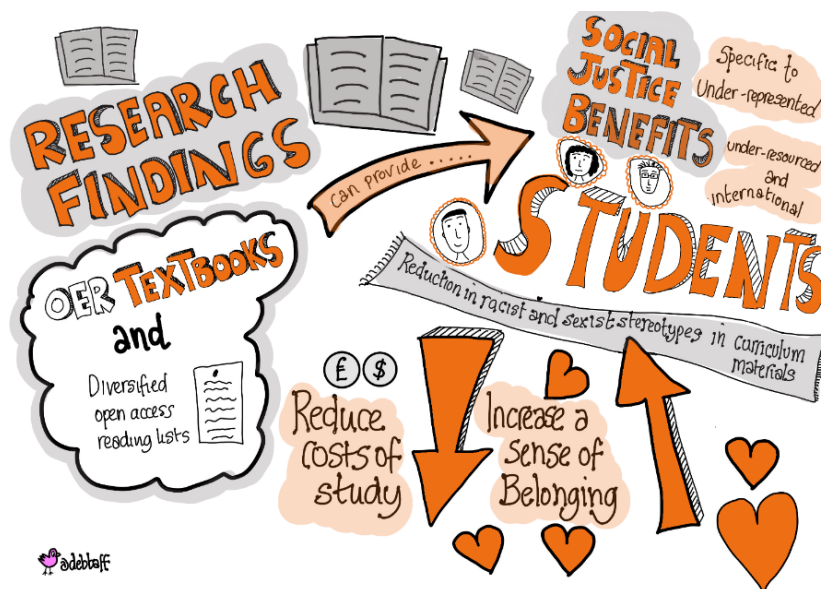 RESEARCH
FINDINGS
OER TEXTBOOKS
and
Diversified
open access
reading lists
can provide .....
SOCIAL
JUSTICE
BENEFITS
Specific to
Under-represented
under-resourced
and
international
STUDENTS
Reduction in racist and sexist stereotypes in curriculum
materials
£ $
Reduce
costs of
study
Increase a
sense of
Belonging
@debbaff